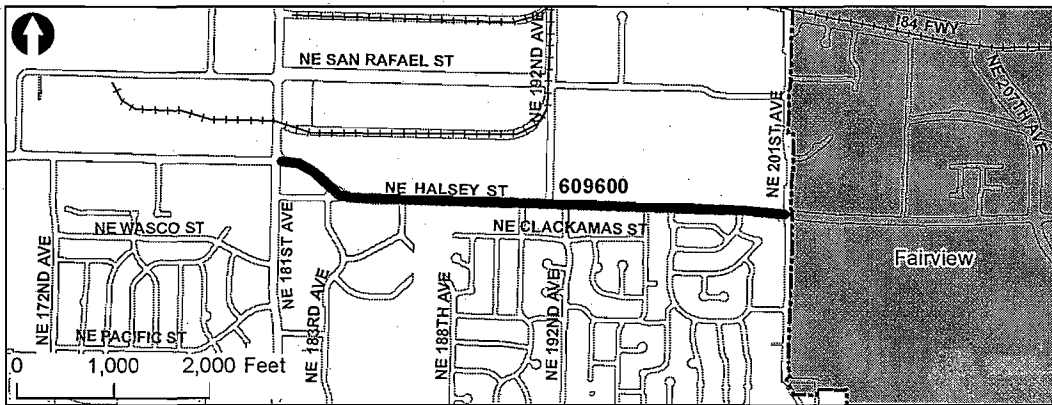 I84 FWY
NE SAN RAFAEL ST
NE 192ND AVE
NE 207TH AVE
NE 201ST AVE
NE HALSEY ST
609600
NE WASCO ST
NE CLACKAMAS ST
NE 172ND AVE
NE 181ST AVE
NE 183RD AVE
NE 188TH AVE
NE 192ND AVE
Fairview
NE PACIFIC ST
0 1,000 2,000 Feet